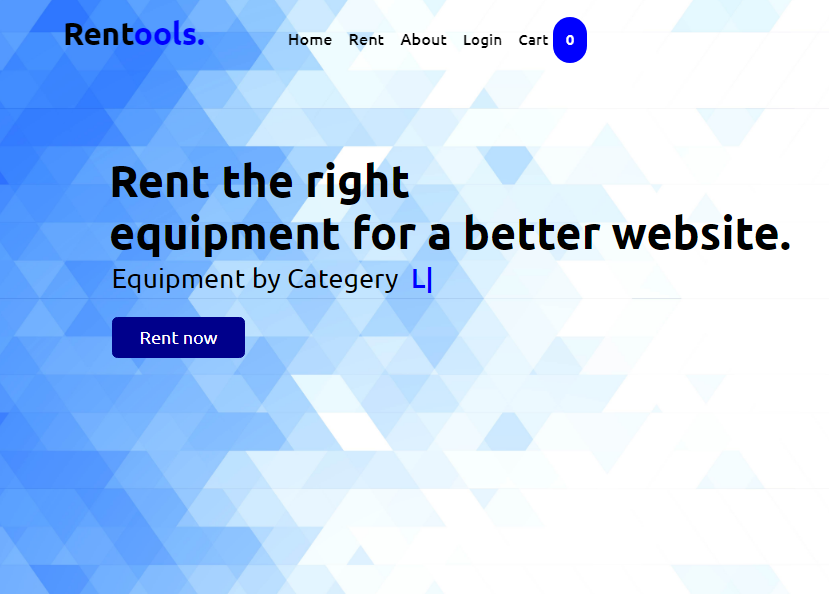 Rentools.
Home Rent About Login Cart 0
Rent the right
equipment for a better website.
Equipment by Categery L|
Rent now